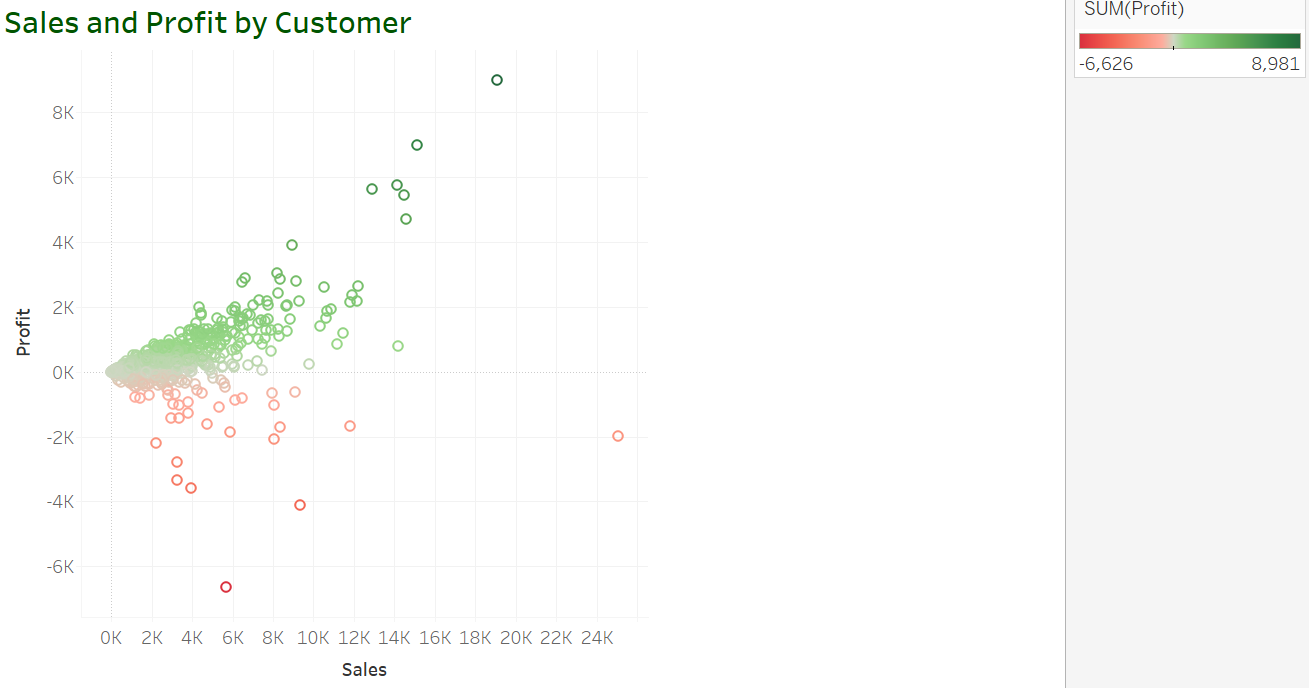 Sales and Profit by Customer
SUM(Profit)
-6,626 8,981
8K
6K
4K
2K
0K
-2K
-4K
-6K
Profit
0K 2K 4K 6K 8K 10K 12K 14K 16K 18K 20K 22K 24K
Sales